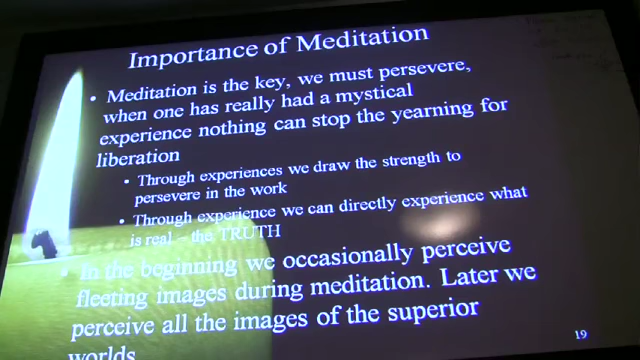 Importance of Meditation
• Meditation is the key, we must persevere,
when one has really had a mystical
experience nothing can stop the yearning for
liberation
• Through experiences we draw the strength to
persevere in the work
• Through experience we can directly experience what
is real – the TRUTH
• In the beginning we occasionally perceive
fleeting images during meditation. Later we
perceive all the images of the superior
worlds
19